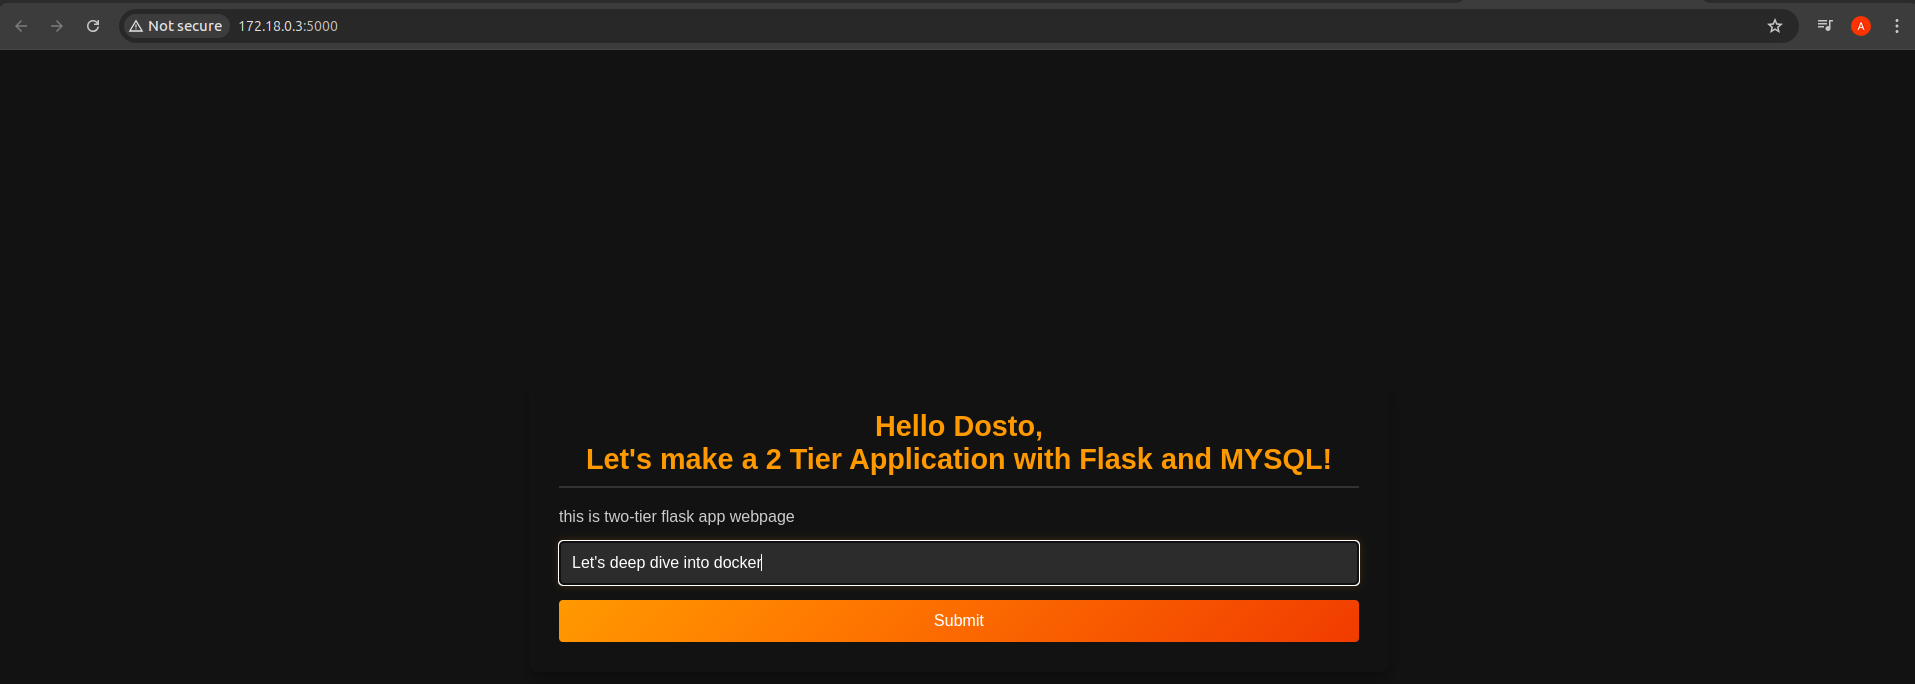 Not secure 172.18.0.3:5000
A
Hello Dosto,
Let's make a 2 Tier Application with Flask and MYSQL!
this is two-tier flask app webpage
Let's deep dive into docker
Submit